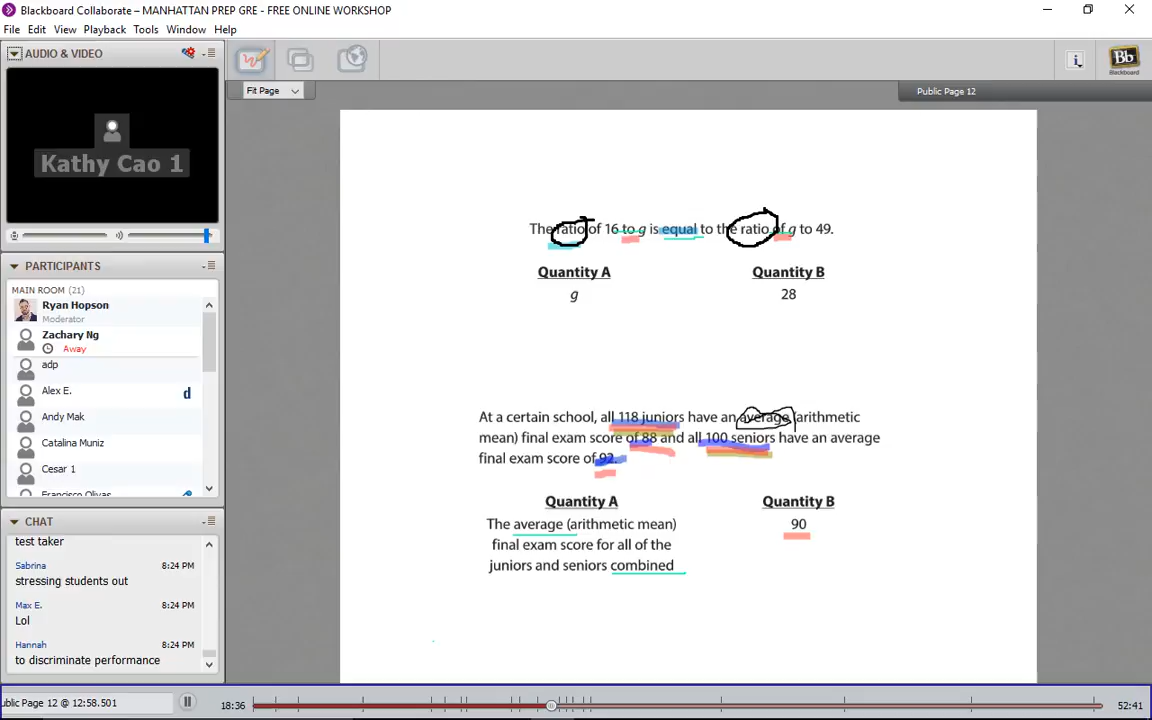 Blackboard Collaborate – MANHATTAN PREP GRE - FREE ONLINE WORKSHOP
File Edit View Playback Tools Window Help
AUDIO & VIDEO
Bb
Blackboard
Fit Page
Public Page 12
Kathy Cao 1
The ratio of 16 to g is equal to the ratio of g to 49.
Quantity A Quantity B
g 28
PARTICIPANTS
MAIN ROOM (21)
Ryan Hopson
Moderator
Zachary Ng
Away
adp
Alex E.
d
Andy Mak
Catalina Muniz
Cesar 1
Francisco Olivas
At a certain school, all 118 juniors have an average (arithmetic
mean) final exam score of 88 and all 100 seniors have an average
final exam score of 92.
Quantity A Quantity B
The average (arithmetic mean) 90
final exam score for all of the
juniors and seniors combined
CHAT
test taker
Sabrina 8:24 PM
stressing students out
Max E. 8:24 PM
Lol
Hannah 8:24 PM
to discriminate performance
ublic Page 12 @ 12:58.501
18:36
52:41